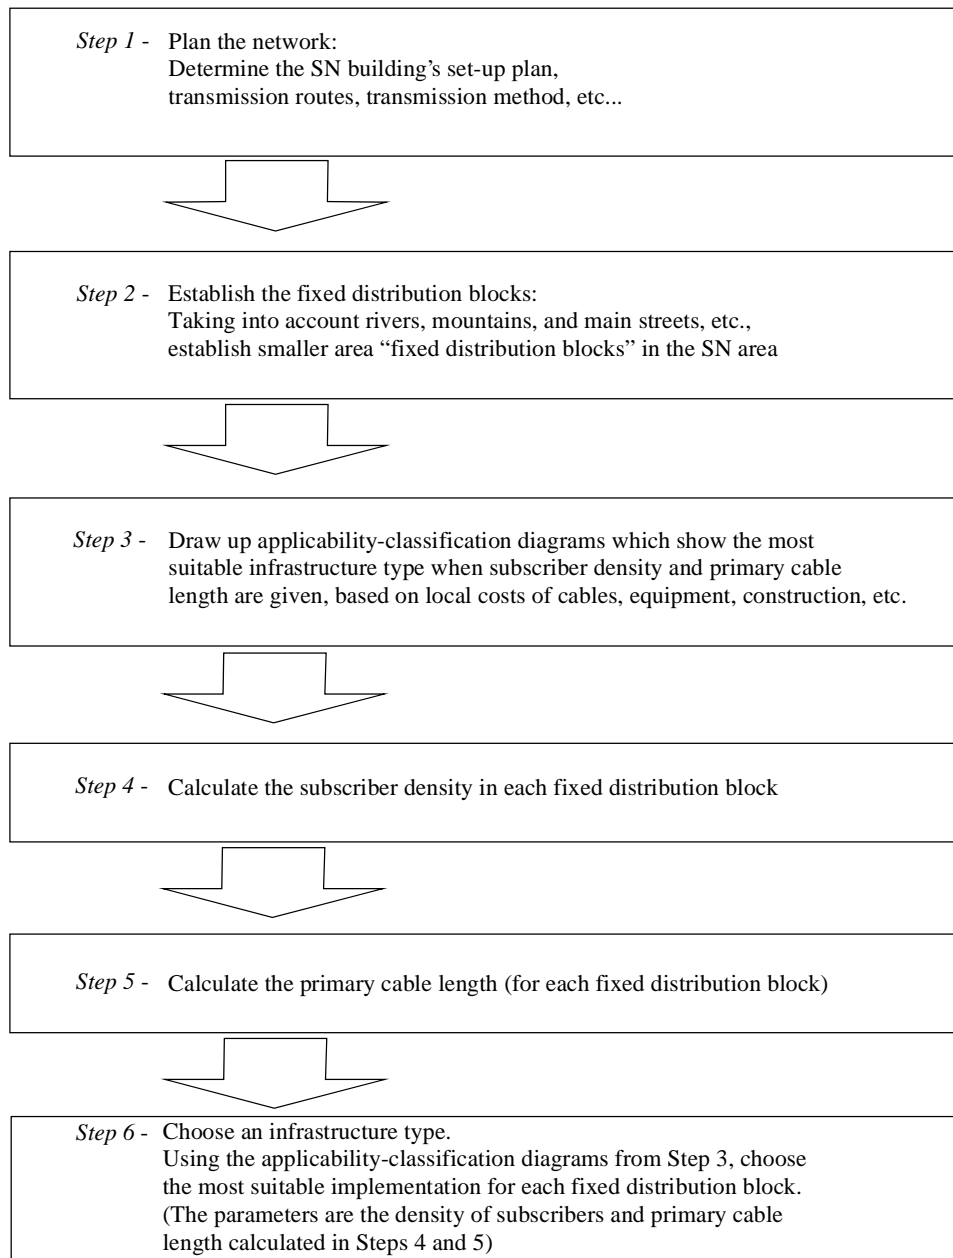 Step 1 - Plan the network:
Determine the SN building's set-up plan,
transmission routes, transmission method, etc...
Step 2 - Establish the fixed distribution blocks:
Taking into account rivers, mountains, and main streets, etc.,
establish smaller area “fixed distribution blocks” in the SN area
Step 3 - Draw up applicability-classification diagrams which show the most
suitable infrastructure type when subscriber density and primary cable
length are given, based on local costs of cables, equipment, construction, etc.
Step 4 - Calculate the subscriber density in each fixed distribution block
Step 5 - Calculate the primary cable length (for each fixed distribution block)
Step 6 - Choose an infrastructure type.
Using the applicability-classification diagrams from Step 3, choose
the most suitable implementation for each fixed distribution block.
(The parameters are the density of subscribers and primary cable
length calculated in Steps 4 and 5)